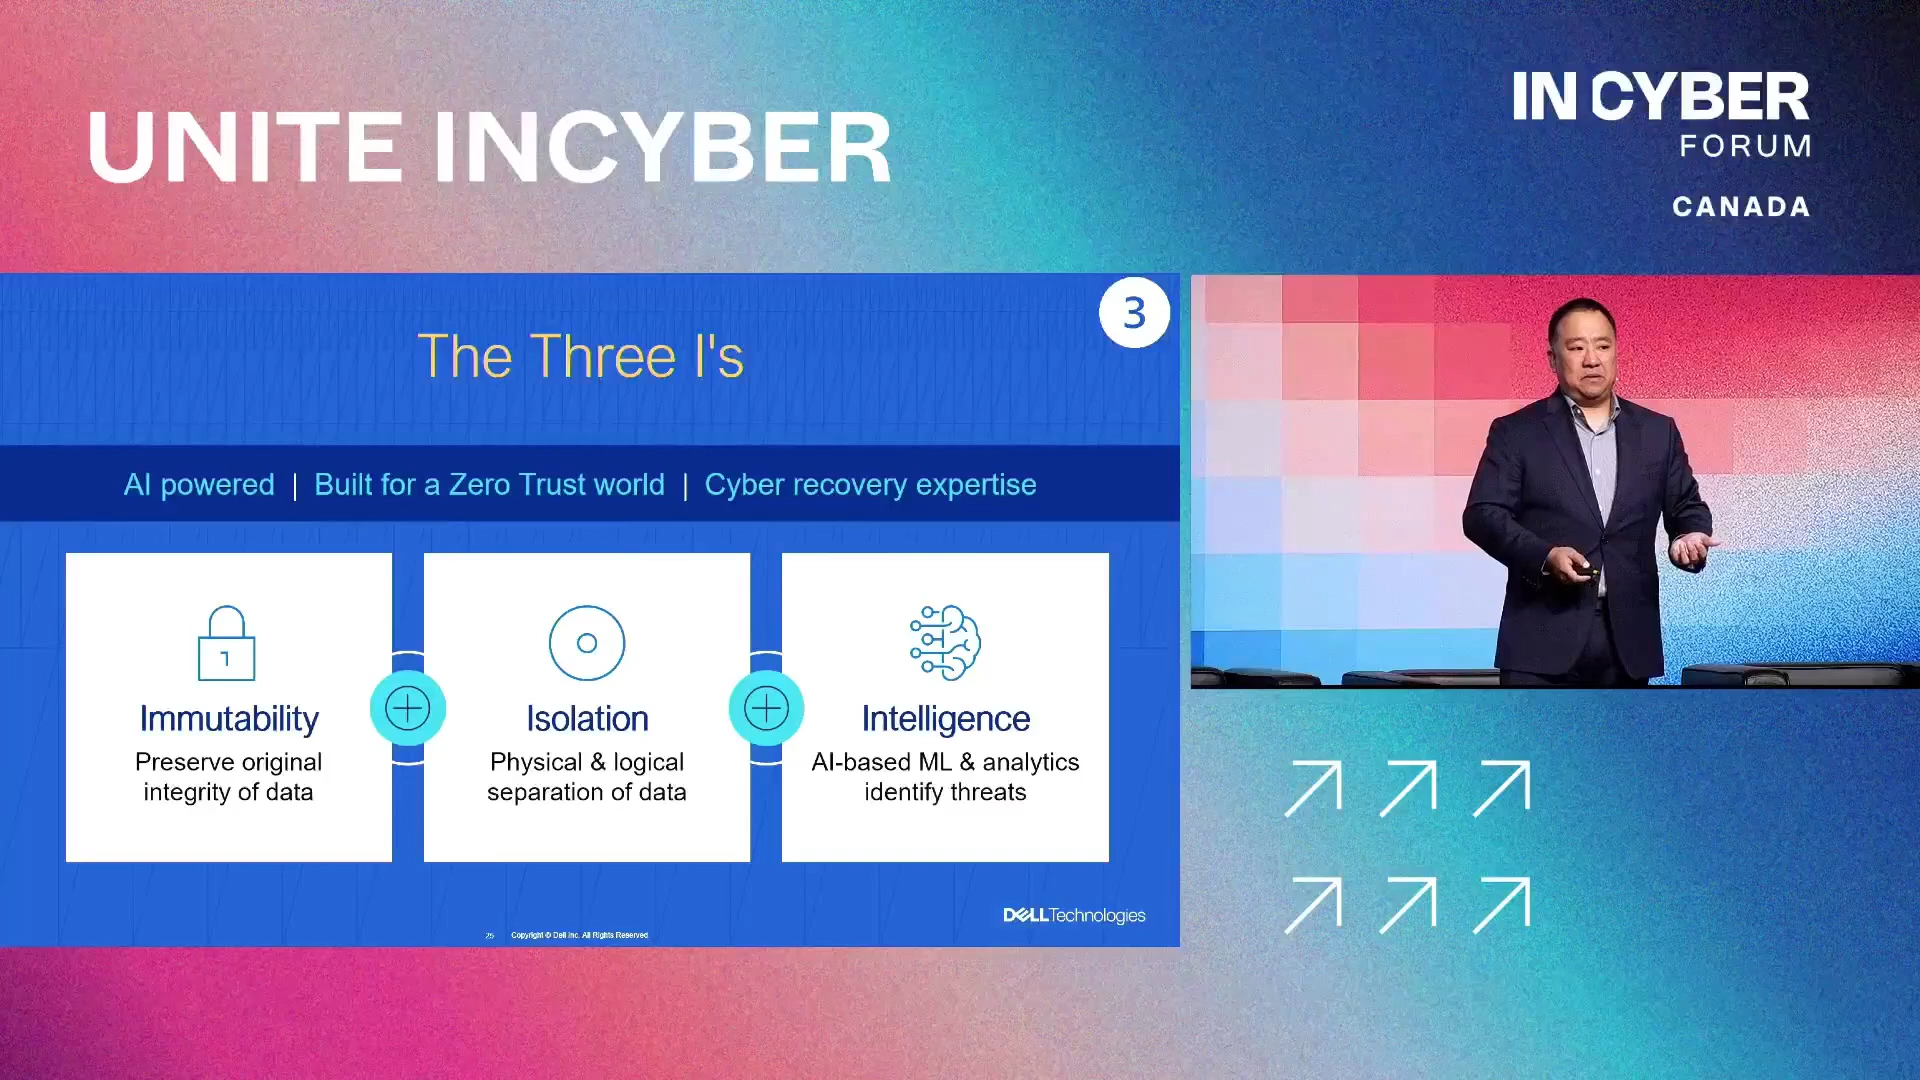 UNITE INCYBER
IN CYBER
FORUM
CANADA
3
The Three I's
AI powered | Built for a Zero Trust world | Cyber recovery expertise
Immutability
Preserve original
integrity of data
Isolation
Physical & logical
separation of data
Intelligence
AI-based ML & analytics
identify threats
DELLTechnologies
25 Copyright © Dell Inc. All Rights Reserved